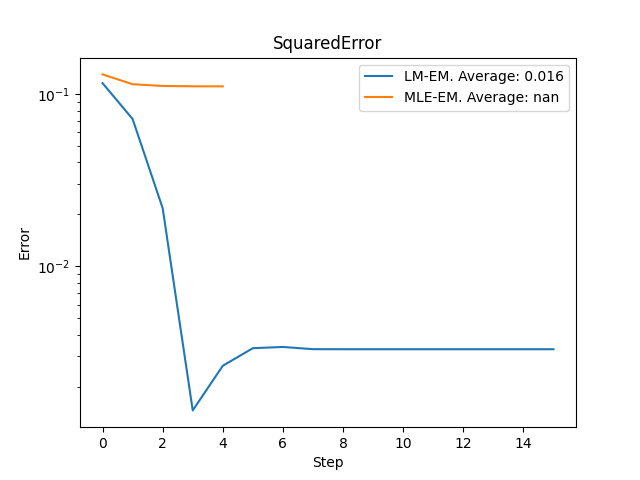 SquaredError
LM-EM. Average: 0.016
MLE-EM. Average: nan
Error
10⁻¹
10⁻²
0 2 4 6 8 10 12 14
Step